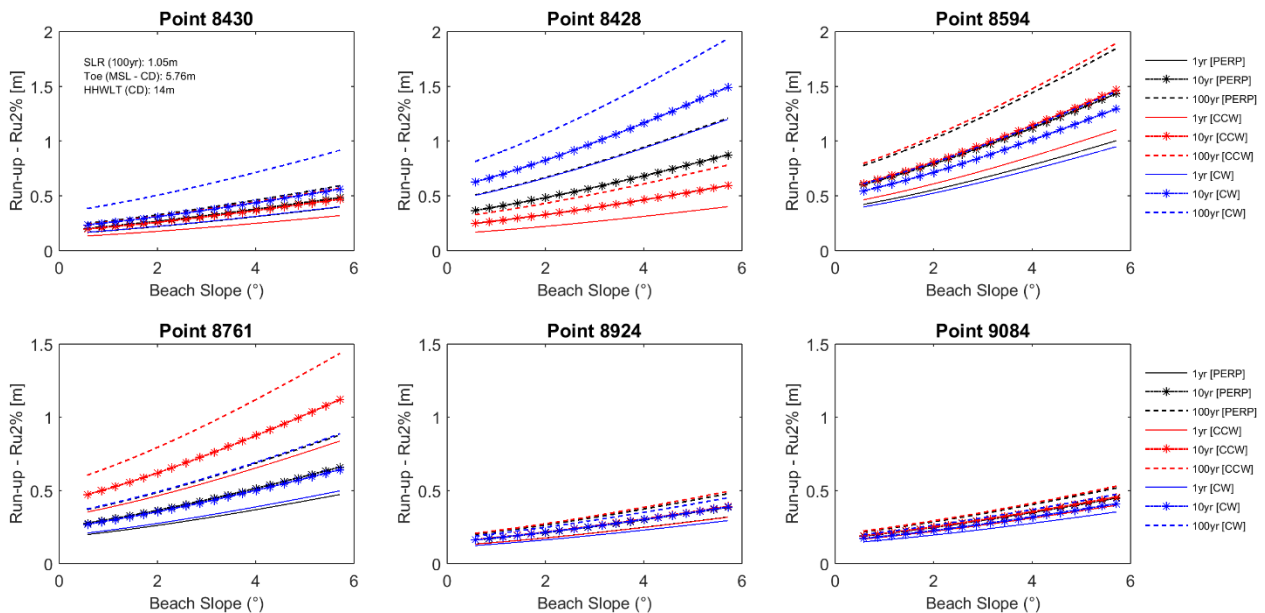 Point 8430
Point 8428
Point 8594
SLR (100yr): 1.05m
Toe (MSL - CD): 5.76m
HHWLT (CD): 14m
Run-up - Ru2% [m]
2
1.5
1
0.5
0
0
2
4
6
Beach Slope (°)
Run-up - Ru2% [m]
2
1.5
1
0.5
0
0
2
4
6
Beach Slope (°)
Run-up - Ru2% [m]
2
1.5
1
0.5
0
0
2
4
6
Beach Slope (°)
1yr [PERP]
10yr [PERP]
100yr [PERP]
1yr [CCW]
10yr [CCW]
100yr [CCW]
1yr [CW]
10yr [CW]
100yr [CW]
Point 8761
Point 8924
Point 9084
Run-up - Ru2% [m]
1.5
1
0.5
0
0
2
4
6
Beach Slope (°)
Run-up - Ru2% [m]
1.5
1
0.5
0
0
2
4
6
Beach Slope (°)
Run-up - Ru2% [m]
1.5
1
0.5
0
0
2
4
6
Beach Slope (°)
1yr [PERP]
10yr [PERP]
100yr [PERP]
1yr [CCW]
10yr [CCW]
100yr [CCW]
1yr [CW]
10yr [CW]
100yr [CW]